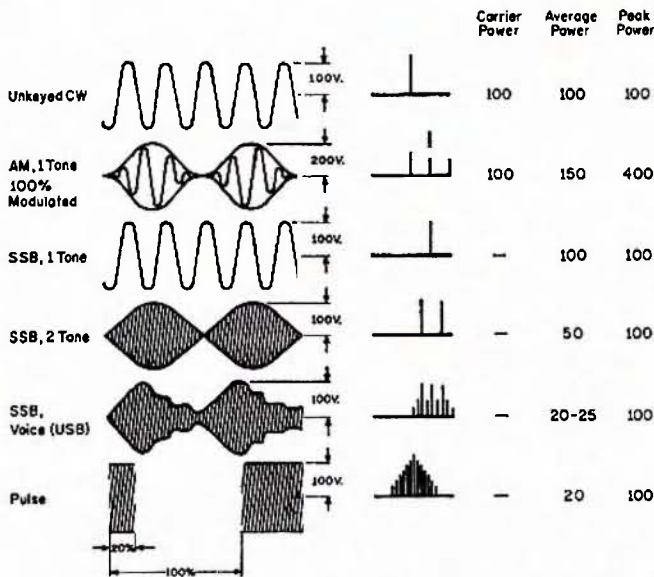 Carrier Average Peak
Power Power Power
Unkeyed CW 100V. 100 100 100
AM, 1 Tone
100%
Modulated 200V. 100 150 400
SSB, 1 Tone 100V. — 100 100
SSB, 2 Tone 100V. — 50 100
SSB,
Voice (USB) 100V. — 20-25 100
Pulse 100V. — 20 100
20%
100%